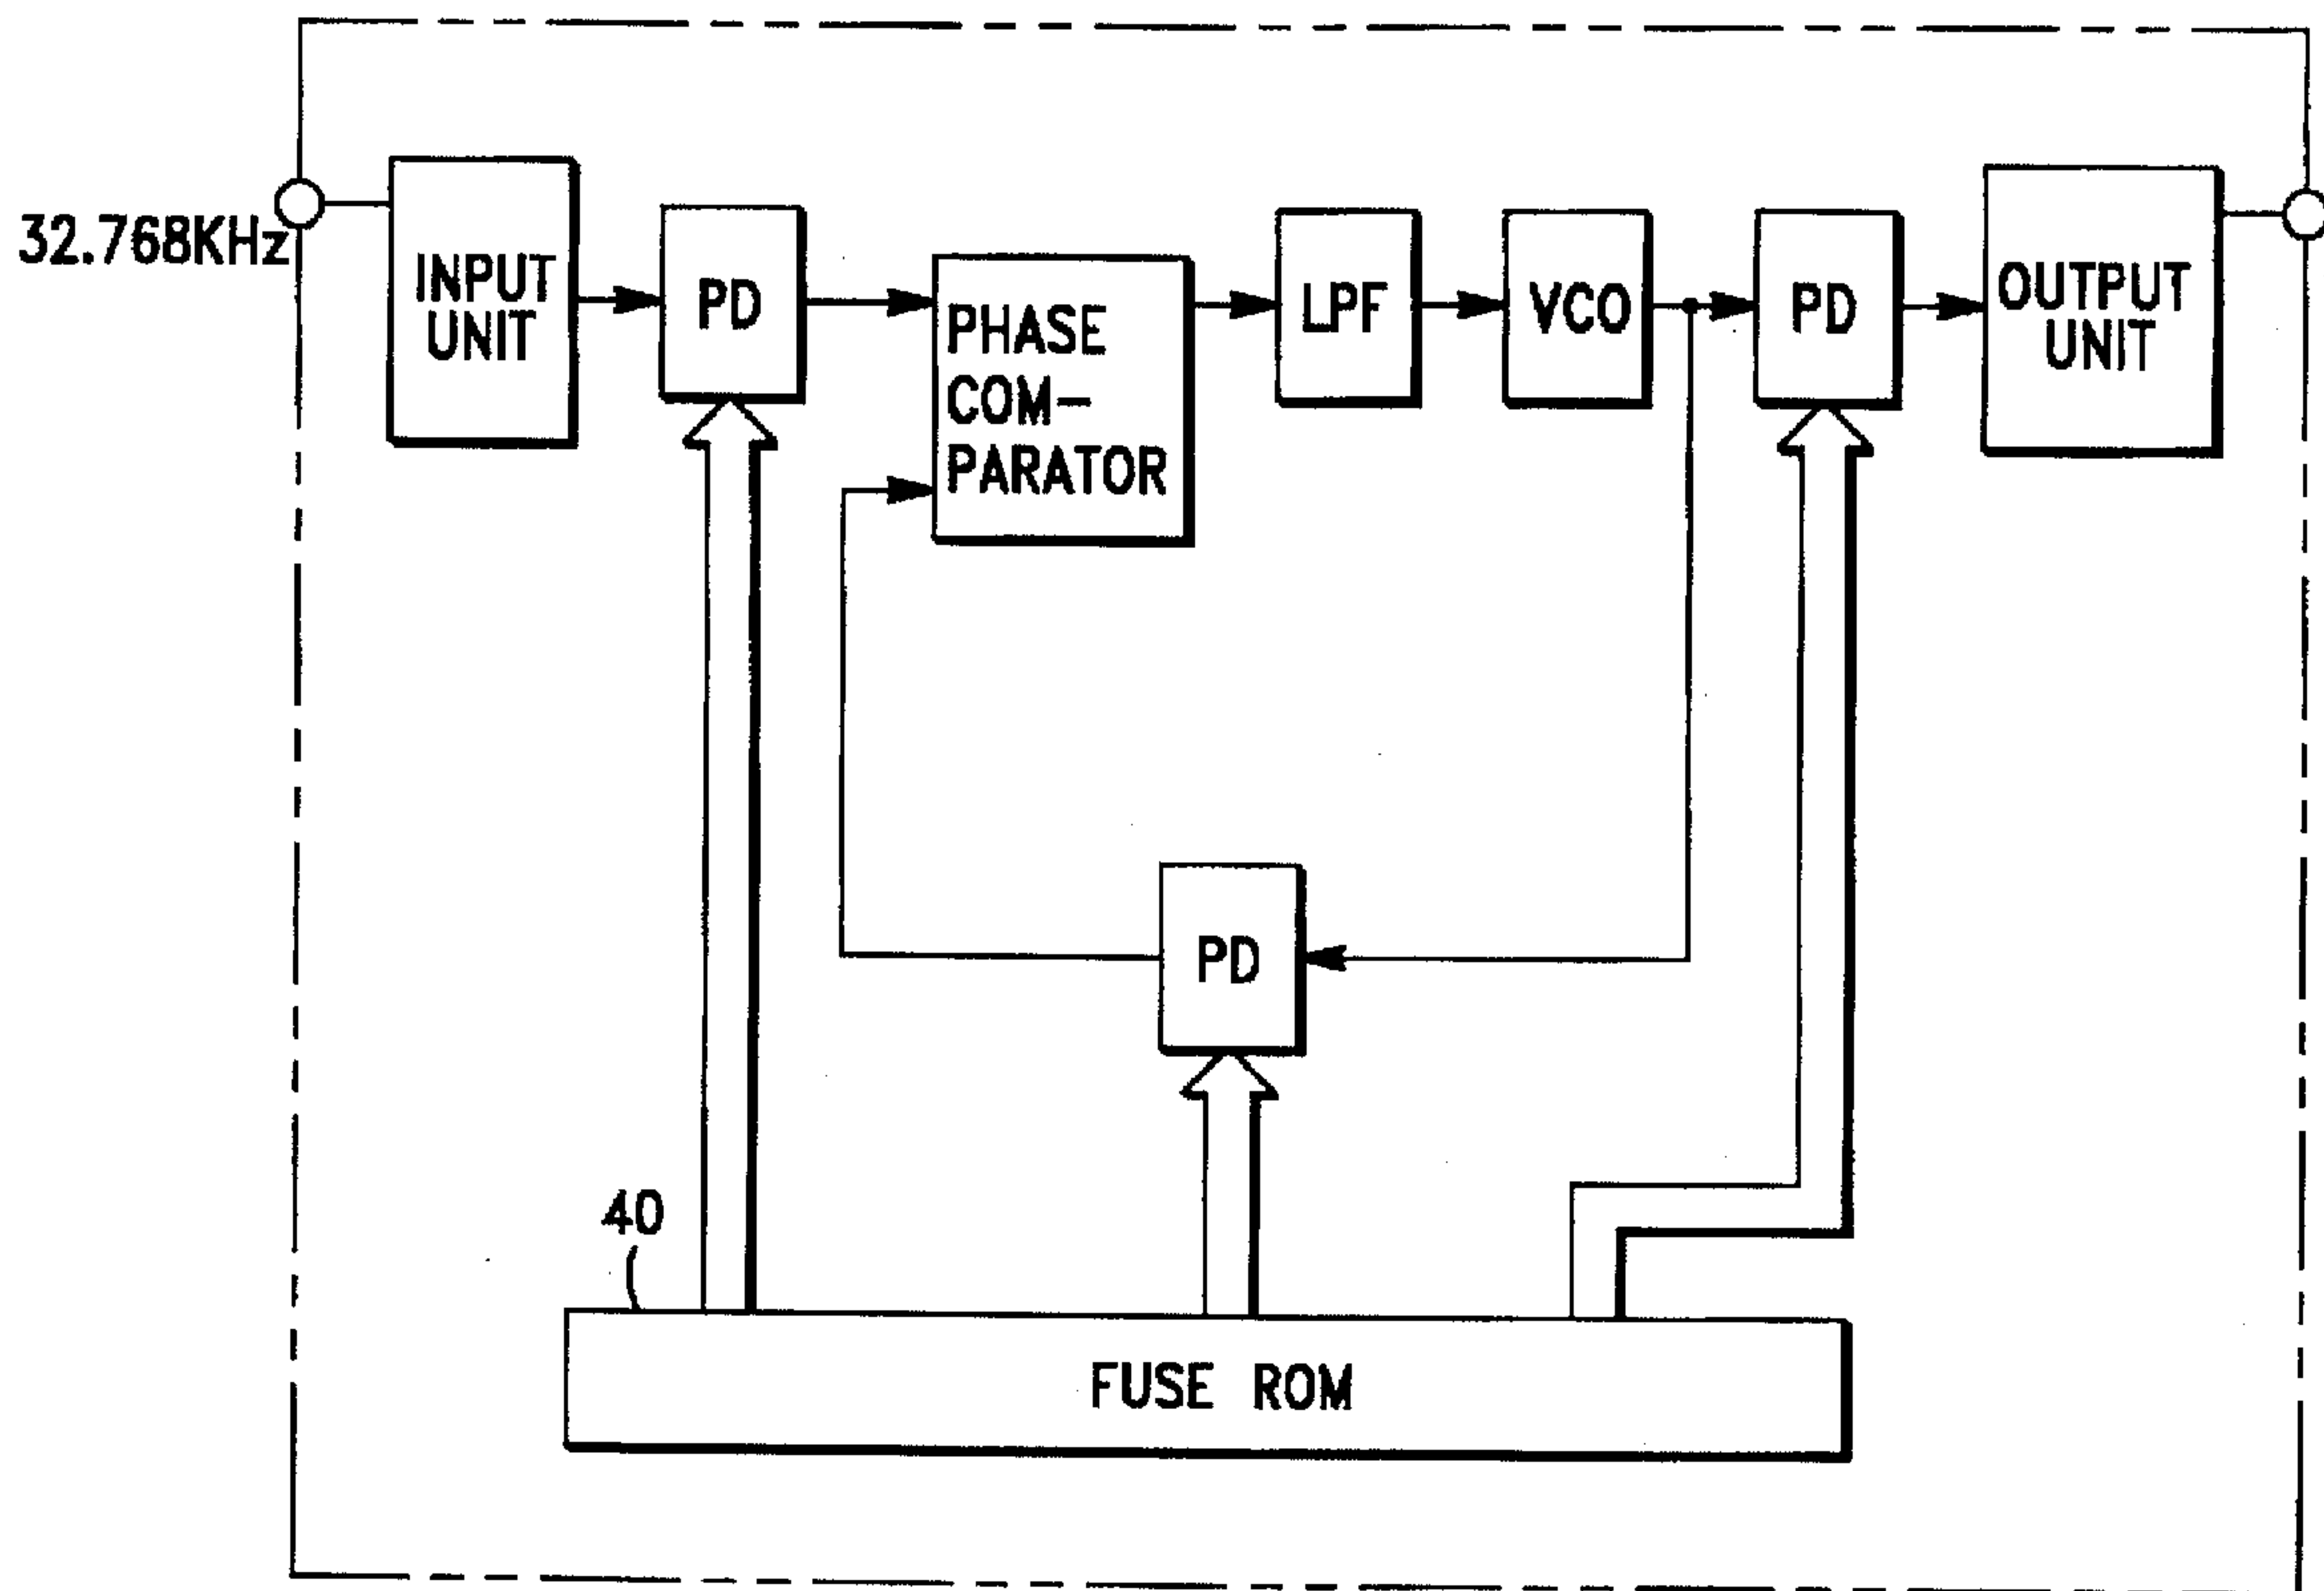 32.768KHz
INPUT
UNIT
PD
PHASE
COM-
PARATOR
LPF
VCO
PD
OUTPUT
UNIT
PD
40
FUSE ROM